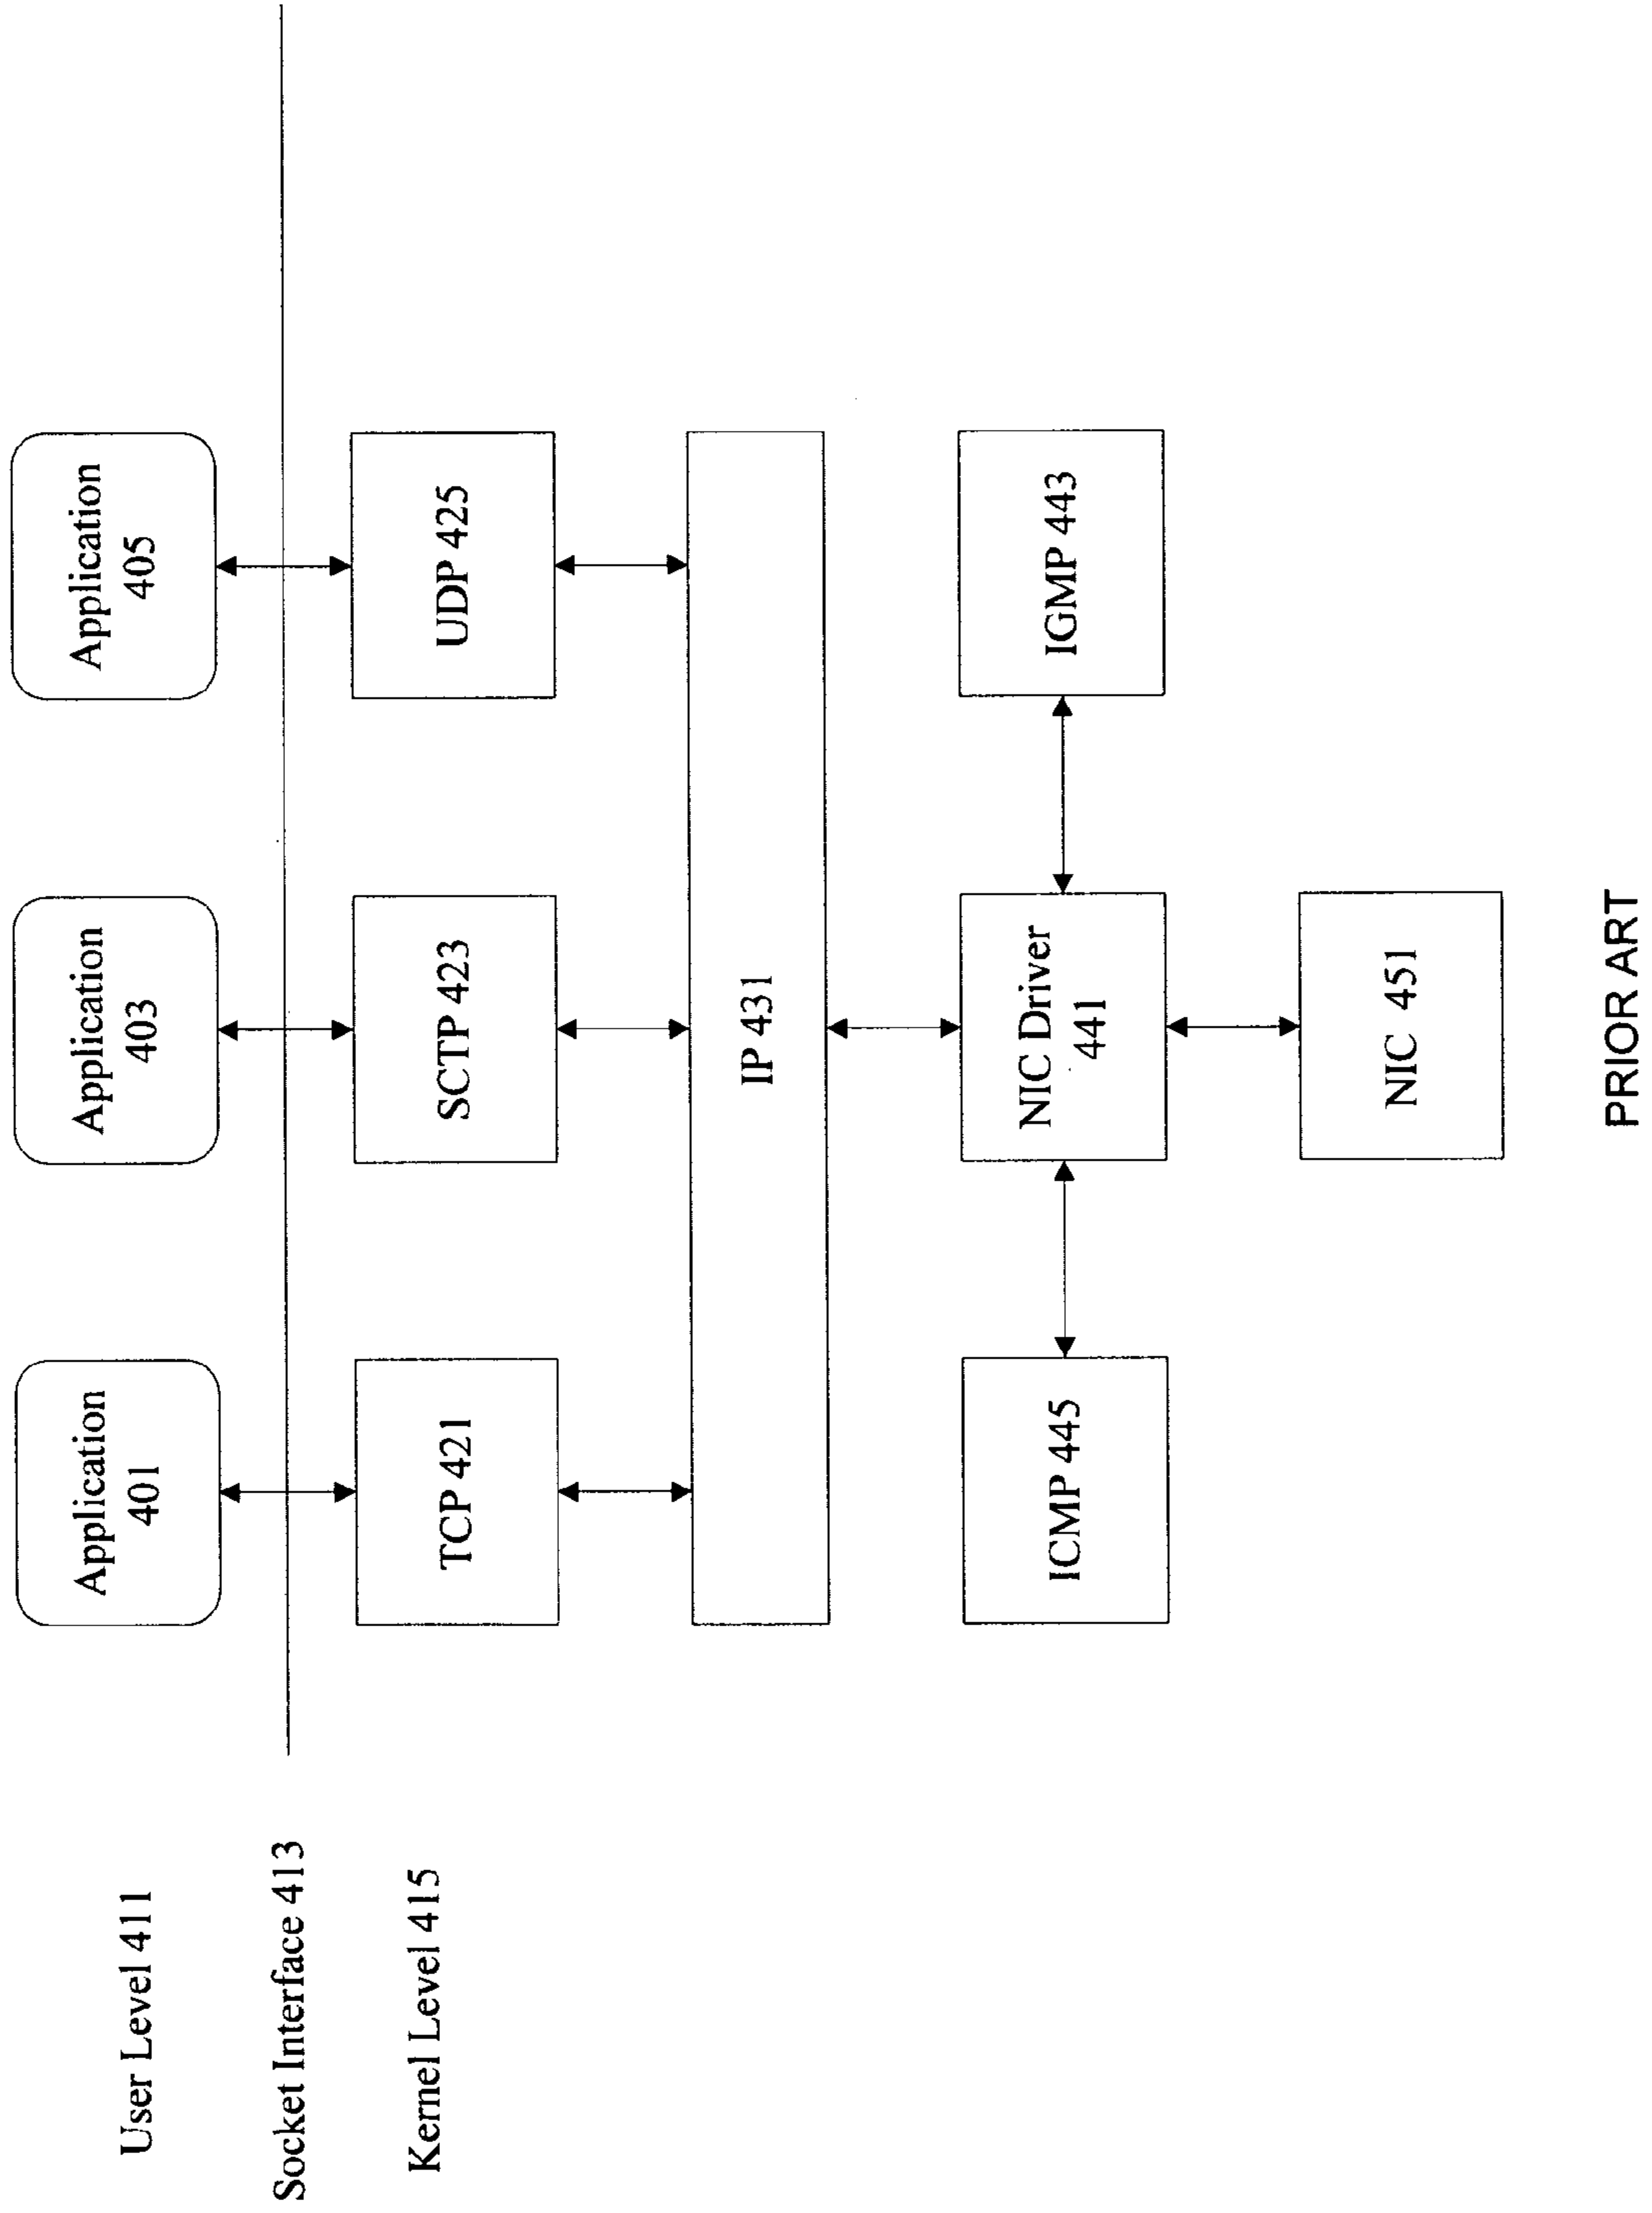 Application
401
Application
403
Application
405
User Level 411
Socket Interface 413
Kernel Level 415
TCP 421
SCTP 423
UDP 425
IP 431
ICMP 445
NIC Driver
441
IGMP 443
NIC 451
PRIOR ART